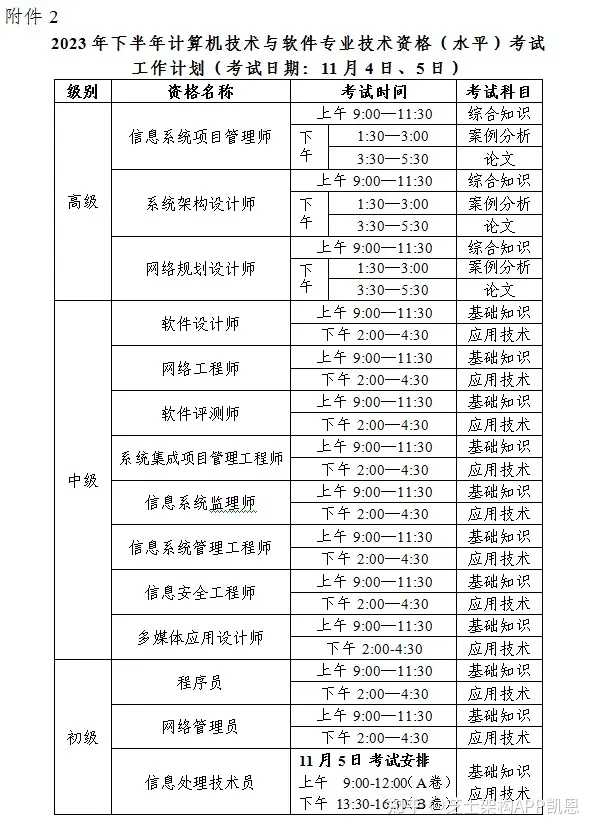 附件 2
2023 年下半年计算机技术与软件专业技术资格（水平）考试
工作计划（考试日期：11 月 4 日、5 日）
级别 资格名称 考试时间 考试科目
高级
信息系统项目管理师
上午 9:00—11:30 综合知识
下午
1:30—3:00 案例分析
3:30—5:30 论文
系统架构设计师
上午 9:00—11:30 综合知识
下午
1:30—3:00 案例分析
3:30—5:30 论文
网络规划设计师
上午 9:00—11:30 综合知识
下午
1:30—3:00 案例分析
3:30—5:30 论文
中级
软件设计师
上午 9:00—11:30 基础知识
下午 2:00—4:30 应用技术
网络工程师
上午 9:00—11:30 基础知识
下午 2:00—4:30 应用技术
软件评测师
上午 9:00—11:30 基础知识
下午 2:00—4:30 应用技术
系统集成项目管理工程师
上午 9:00—11:30 基础知识
下午 2:00—4:30 应用技术
信息系统监理师
上午 9:00—11:30 基础知识
下午 2:00—4:30 应用技术
信息系统管理工程师
上午 9:00—11:30 基础知识
下午 2:00—4:30 应用技术
信息安全工程师
上午 9:00—11:30 基础知识
下午 2:00—4:30 应用技术
多媒体应用设计师
上午 9:00—11:30 基础知识
下午 2:00-4:30 应用技术
初级
程序员
上午 9:00—11:30 基础知识
下午 2:00—4:30 应用技术
网络管理员
上午 9:00—11:30 基础知识
下午 2:00—4:30 应用技术
信息处理技术员
11 月 5 日 考试安排
上午 9:00-12:00（A 卷）
下午 13:30-16:30（B 卷）
基础知识
应用技术
知乎 @芝士架构APP凯恩